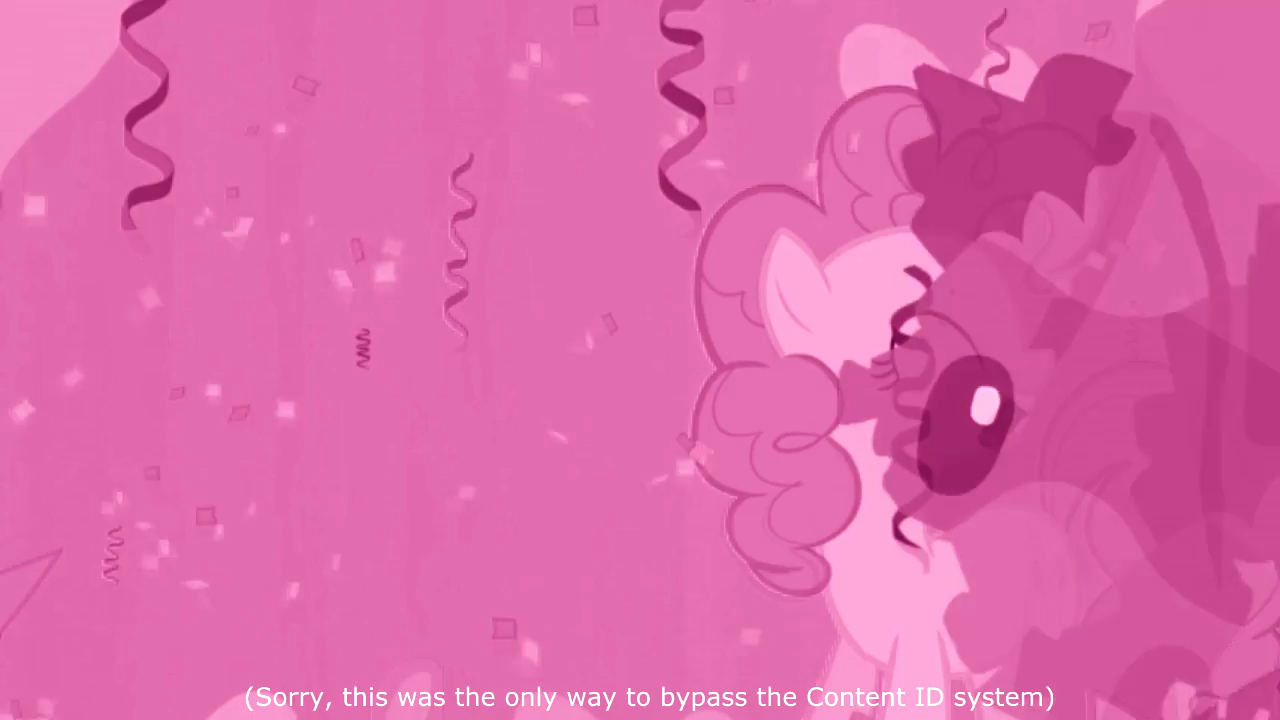 (Sorry, this was the only way to bypass the Content ID system)